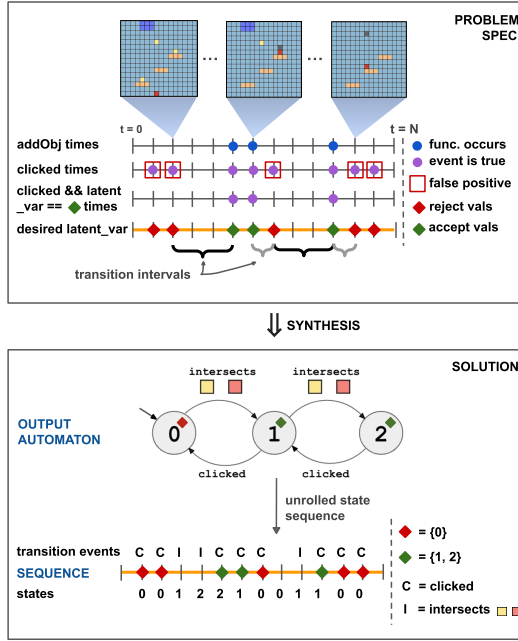 PROBLEM
SPEC
...
...
t = 0
t = N
addObj times
func. occurs
clicked times
event is true
false positive
clicked && latent
_var == times
reject vals
desired latent_var
accept vals
transition intervals
SYNTHESIS
SOLUTION
intersects intersects
OUTPUT
AUTOMATON
0 1 2
clicked clicked
unrolled state
sequence
transition events C C I I C C C I C C C
= {0}
SEQUENCE
= {1, 2}
states 0 0 1 2 2 1 0 0 1 1 0 0
C = clicked
I = intersects